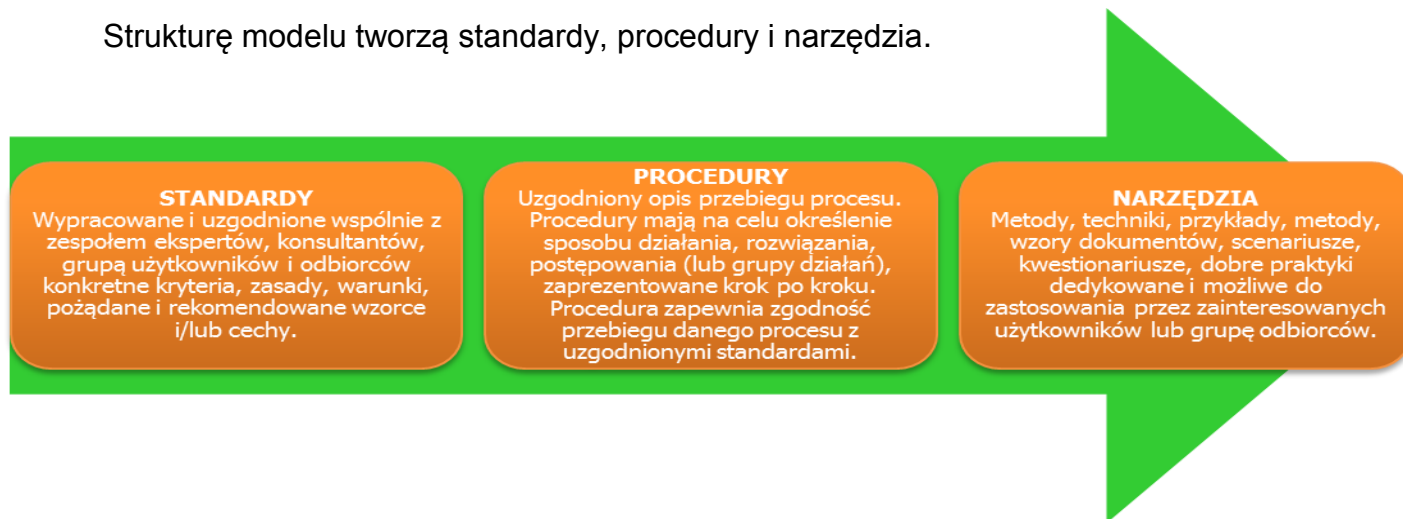 Strukturę modelu tworzą standardy, procedury i narzędzia.
STANDARDY
Wypracowane i uzgodnione wspólnie z
zespołem ekspertów, konsultantów,
grupą użytkowników i odbiorców
konkretne kryteria, zasady, warunki,
pożądane i rekomendowane wzorce
i/lub cechy.
PROCEDURY
Uzgodniony opis przebiegu procesu.
Procedury mają na celu określenie
sposobu działania, rozwiązania,
postępowania (lub grupy działań),
zaprezentowane krok po kroku.
Procedura zapewnia zgodność
przebiegu danego procesu z
uzgodnionymi standardami.
NARZĘDZIA
Metody, techniki, przykłady, metody,
wzory dokumentów, scenariusze,
kwestionariusze, dobre praktyki
dedykowane i możliwe do
zastosowania przez zainteresowanych
użytkowników lub grupę odbiorców.